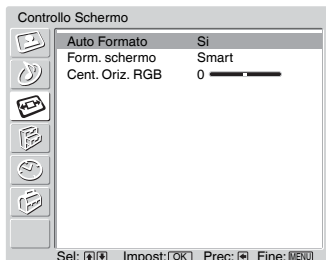 Controllo Schermo
Auto Formato Si
Form. schermo Smart
Cent. Oriz. RGB 0
Sel: Impost: OK Prec: Fine: MENU